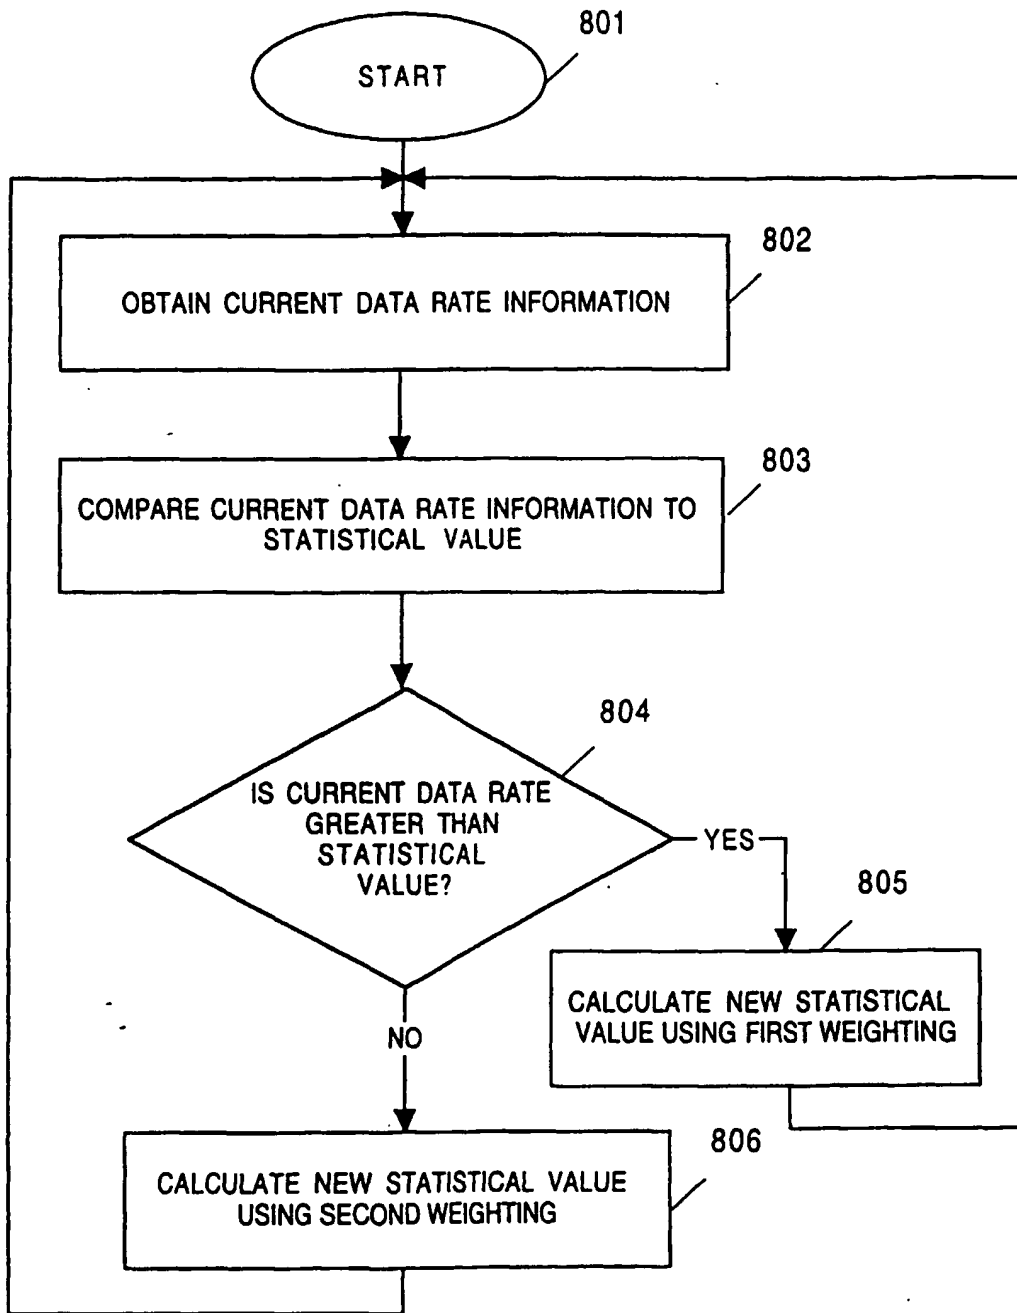 801
START
802
OBTAIN CURRENT DATA RATE INFORMATION
803
COMPARE CURRENT DATA RATE INFORMATION TO
STATISTICAL VALUE
804
IS CURRENT DATA RATE
GREATER THAN
STATISTICAL
VALUE?
YES
805
CALCULATE NEW STATISTICAL
VALUE USING FIRST WEIGHTING
NO
806
CALCULATE NEW STATISTICAL VALUE
USING SECOND WEIGHTING